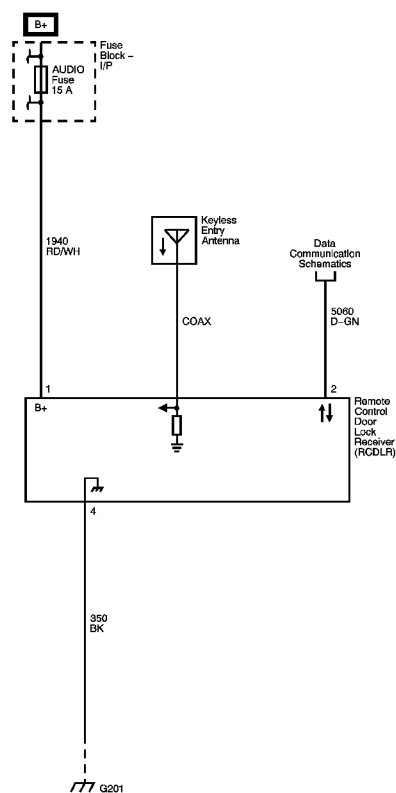 B+
Fuse
Block –
I/P
AUDIO
Fuse
15 A
1940
RD/WH
Keyless
Entry
Antenna
Data
Communication
Schematics
COAX
5060
D–GN
1
2
B+
Remote
Control
Door
Lock
Receiver
(RCDLR)
4
350
BK
G201